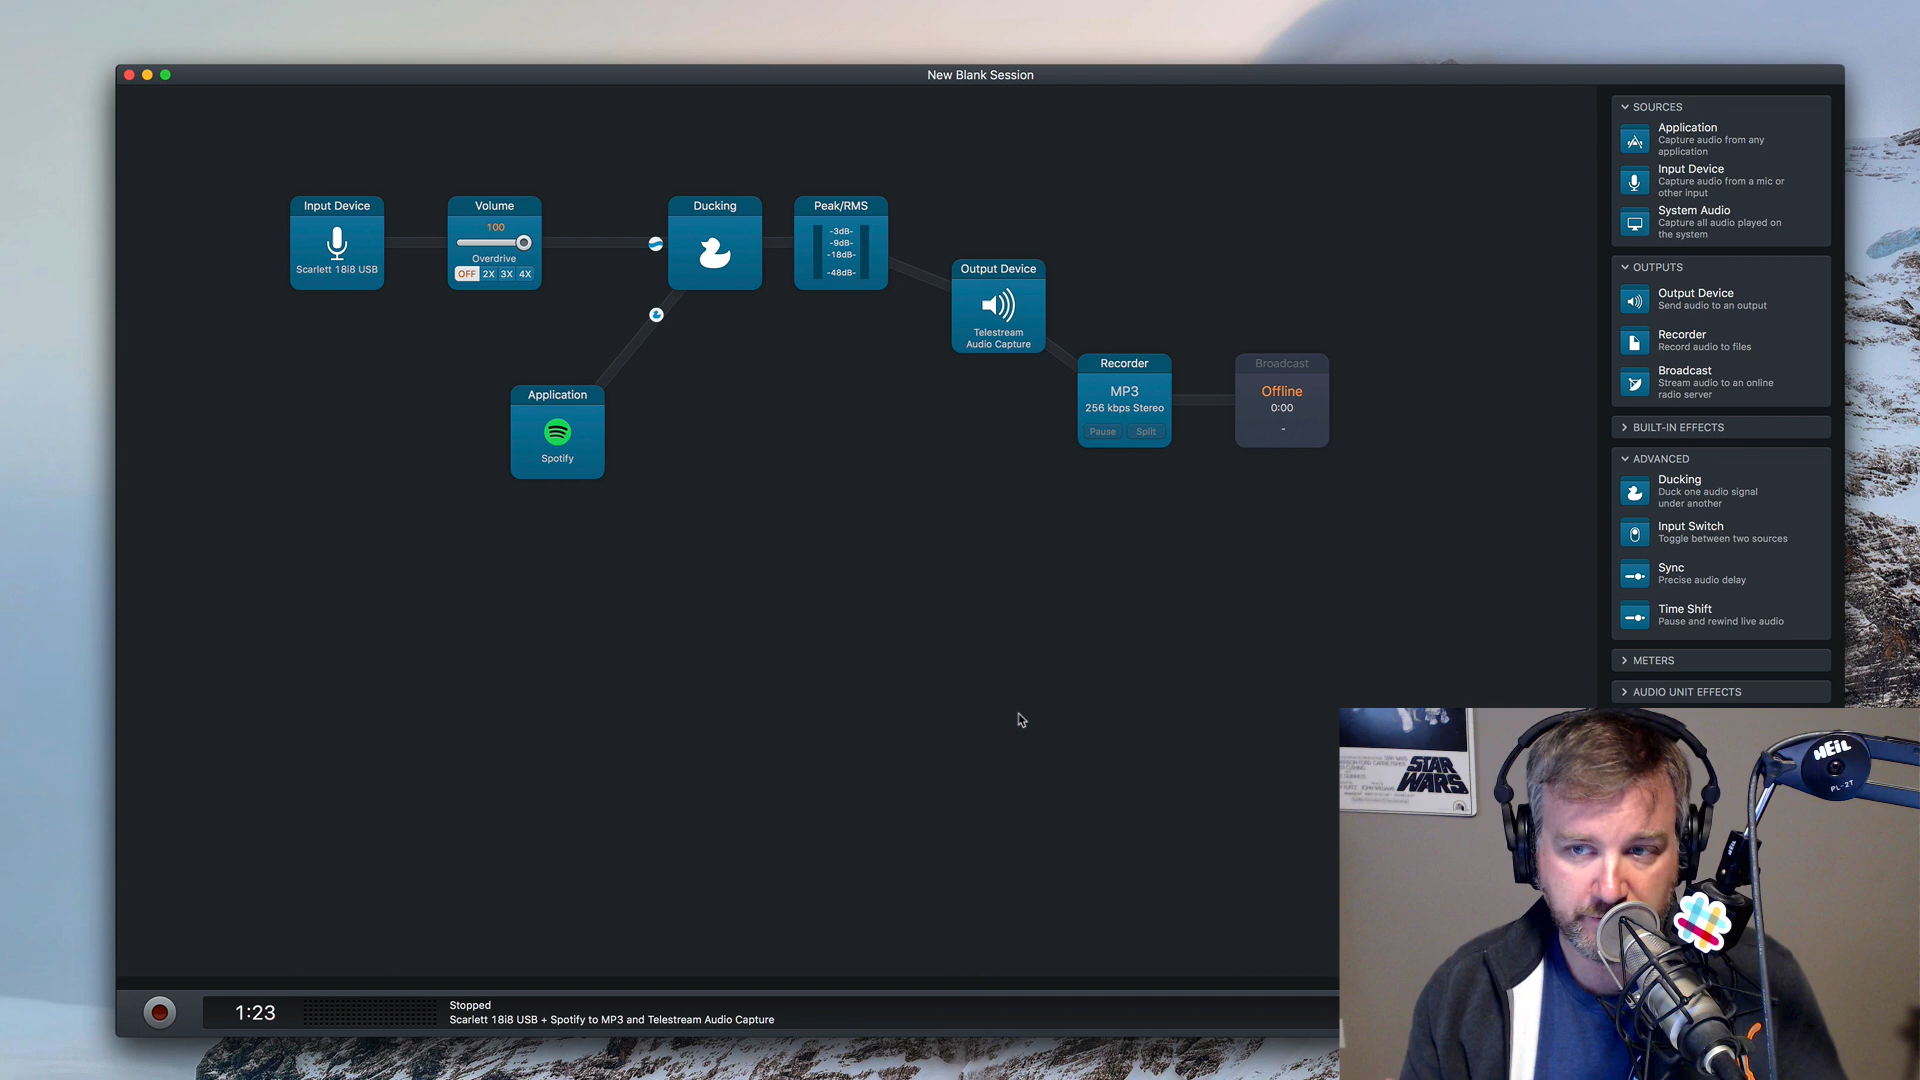 New Blank Session
Input Device
Scarlett 18i8 USB
Volume
100
Overdrive
OFF 2X 3X 4X
Ducking
Peak/RMS
-3dB-
-9dB-
-18dB-
-48dB-
Output Device
Telestream
Audio Capture
Recorder
MP3
256 kbps Stereo
Pause Split
Broadcast
Offline
0:00
-
Application
Spotify
SOURCES
Application
Capture audio from any
application
Input Device
Capture audio from a mic or
other input
System Audio
Capture all audio played on
the system
OUTPUTS
Output Device
Send audio to an output
Recorder
Record audio to files
Broadcast
Stream audio to an online
radio server
BUILT-IN EFFECTS
ADVANCED
Ducking
Duck one audio signal
under another
Input Switch
Toggle between two sources
Sync
Precise audio delay
Time Shift
Pause and rewind live audio
METERS
AUDIO UNIT EFFECTS
STAR
WARS
HEiL
PL-2T
1:23
Stopped
Scarlett 18i8 USB + Spotify to MP3 and Telestream Audio Capture